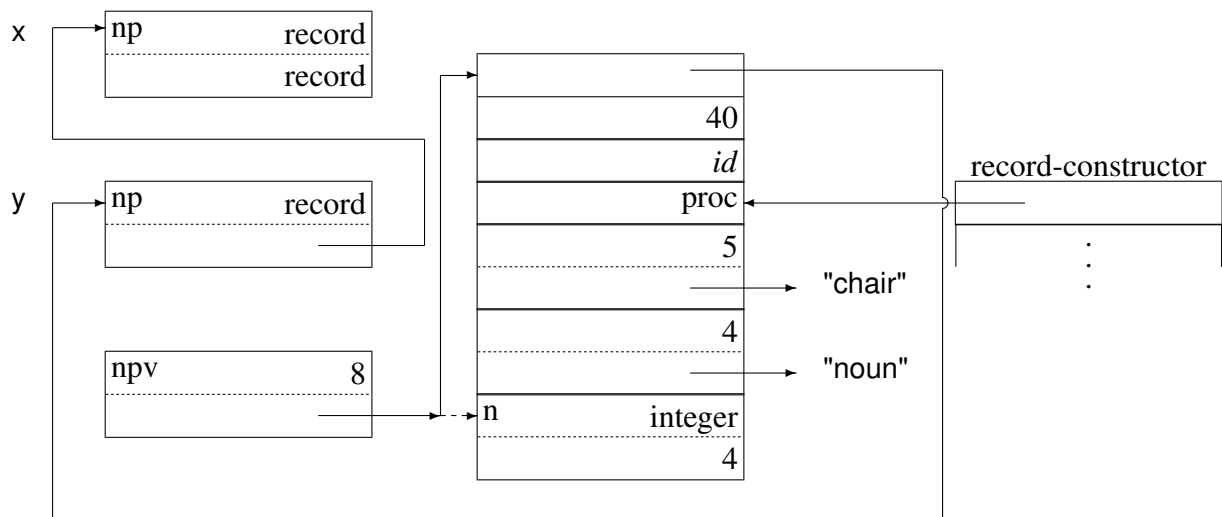 x
np record
record
40
id
record-constructor
y
np record
proc
5
"chair"
4
"noun"
npv 8
n integer
4